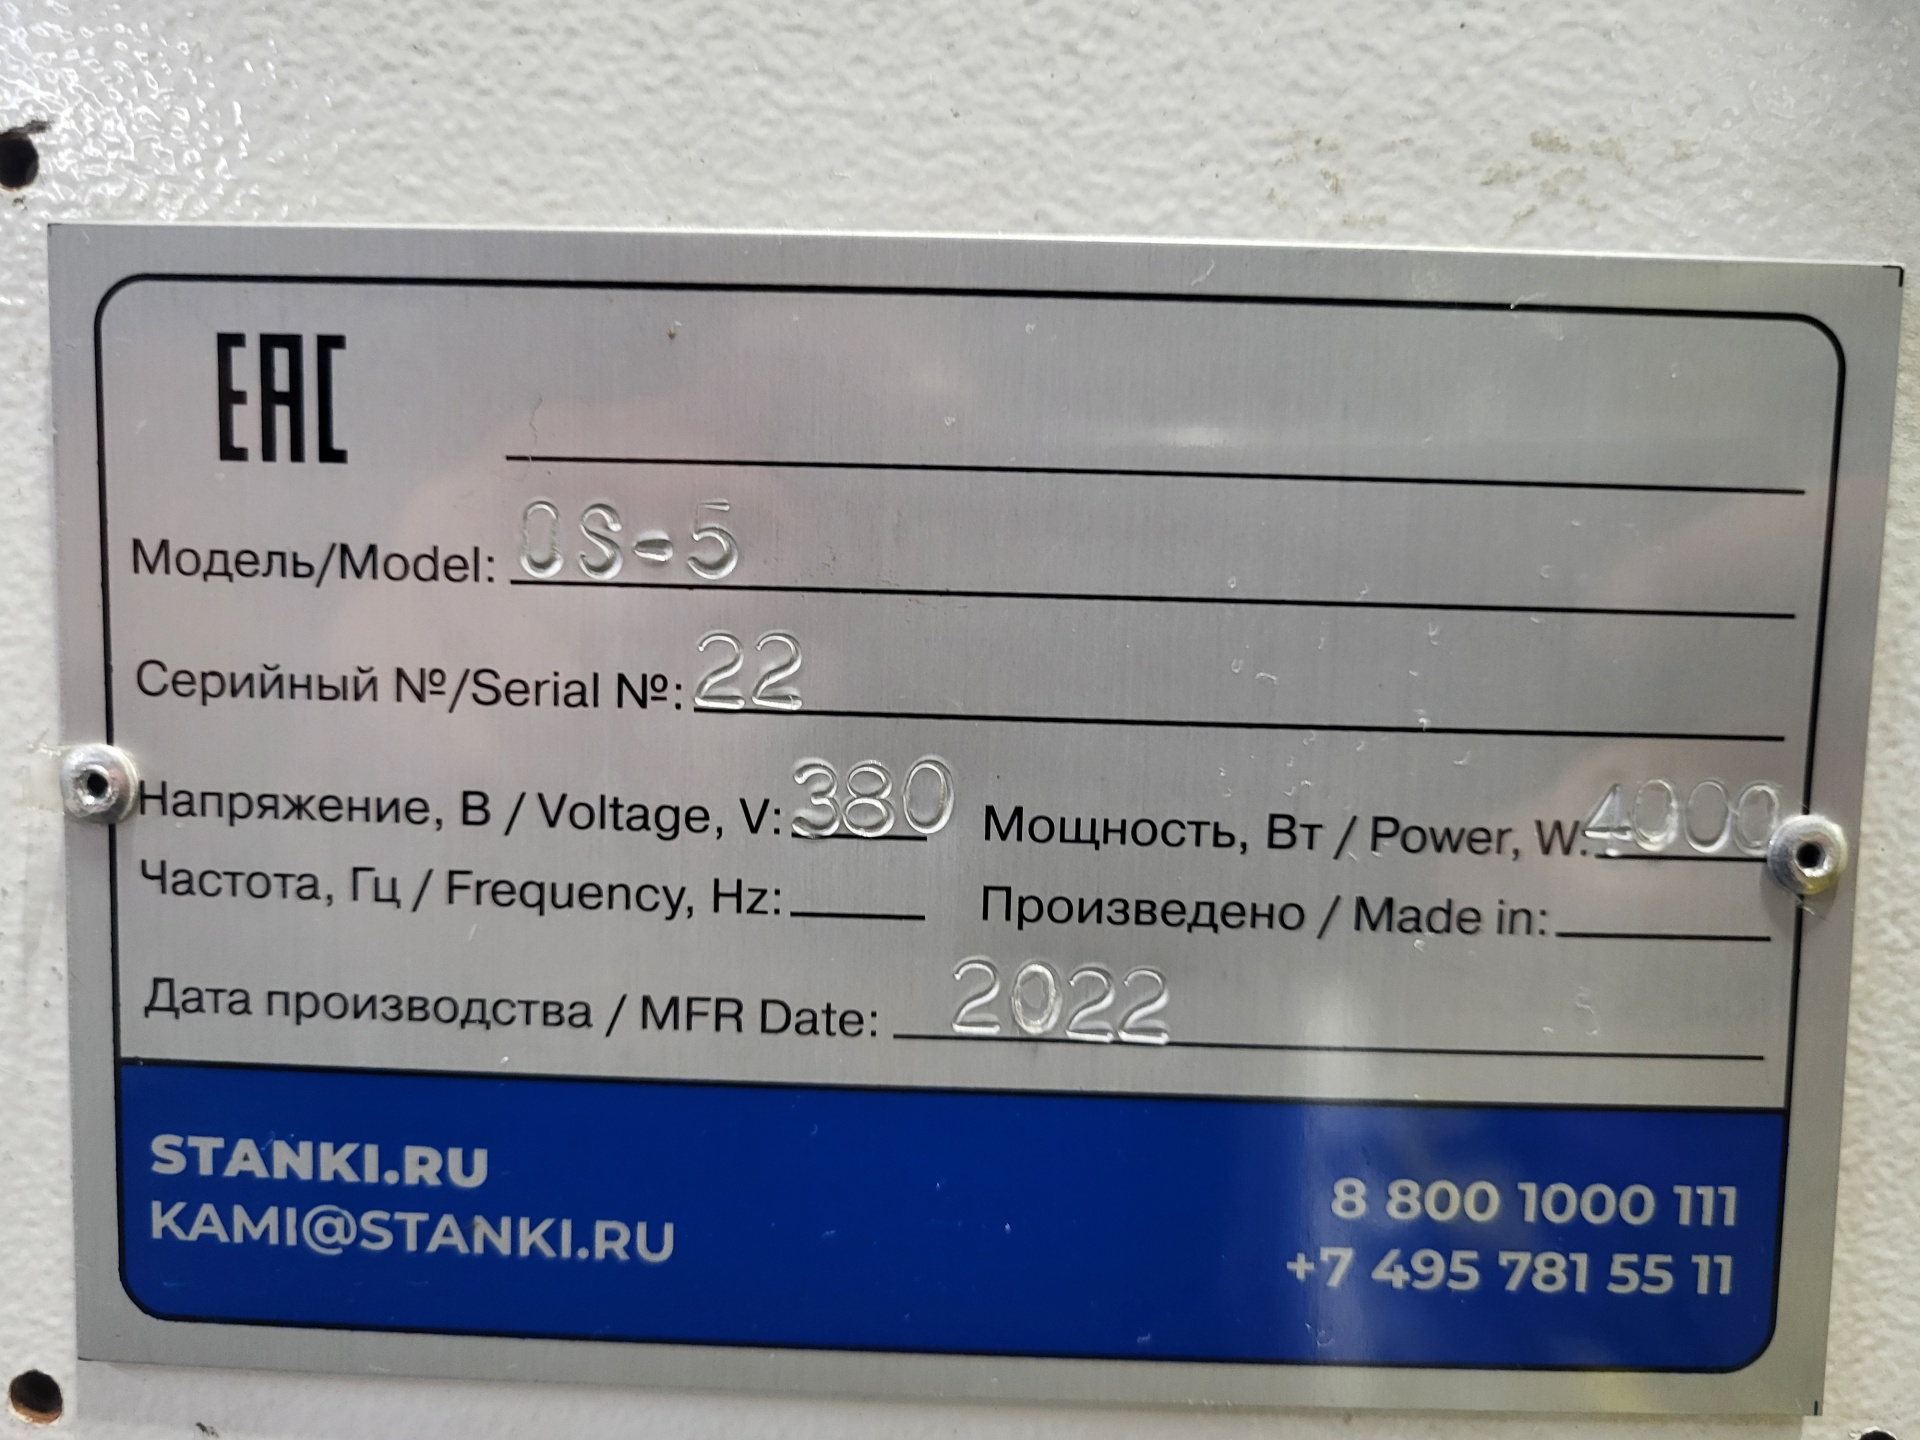 EAC
Модель/Model: OS-5
Серийный №/Serial №: 22
Напряжение, В / Voltage, V: 380 Мощность, Вт / Power, W: 4000
Частота, Гц / Frequency, Hz: Произведено / Made in:
Дата производства / MFR Date: 2022
STANKI.RU
KAMI@STANKI.RU
8 800 1000 111
+7 495 781 55 11